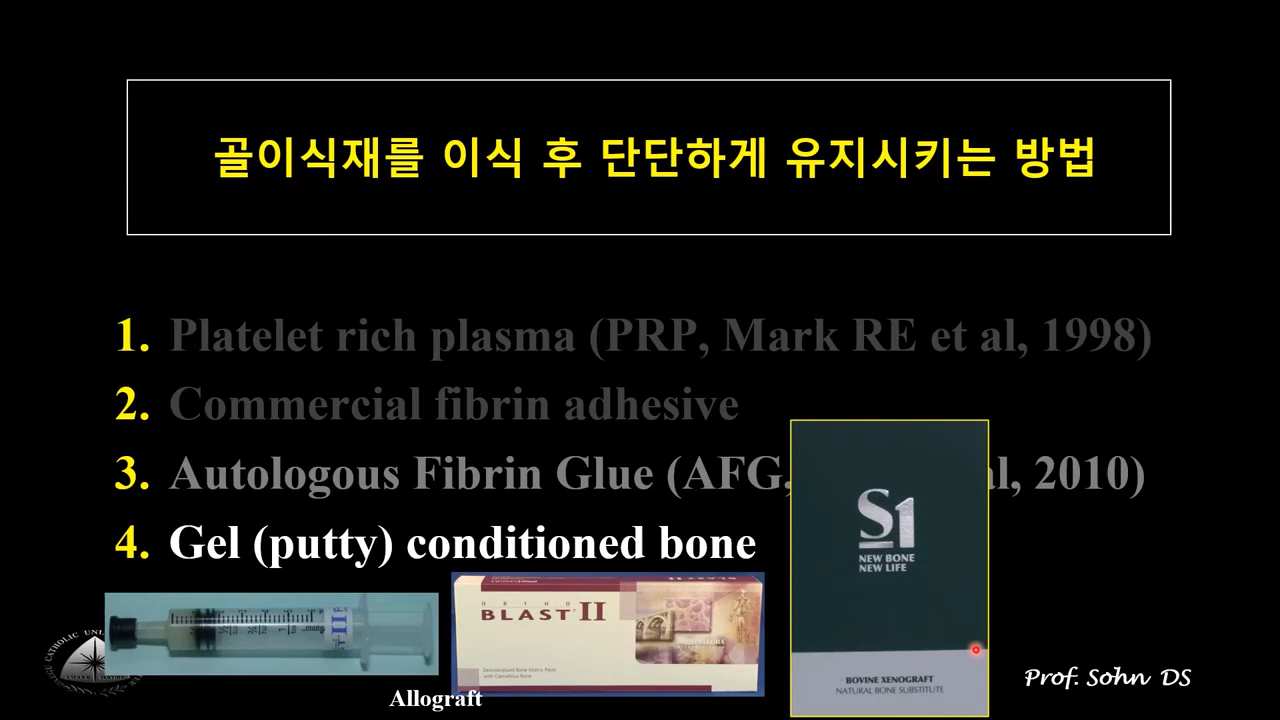 골이식재를 이식 후 단단하게 유지시키는 방법
1. Platelet rich plasma (PRP, Mark RE et al, 1998)
2. Commercial fibrin adhesive
3. Autologous Fibrin Glue (AFG, al, 2010)
4. Gel (putty) conditioned bone
S1
NEW BONE
NEW LIFE
BOVINE XENOGRAFT
NATURAL BONE SUBSTITUTE
ORTHO
BLAST II
Demineralized Bone Matrix Paste
with Cancellous Bone
Allograft
CATHOLIC UNI
Prof. Sohn DS